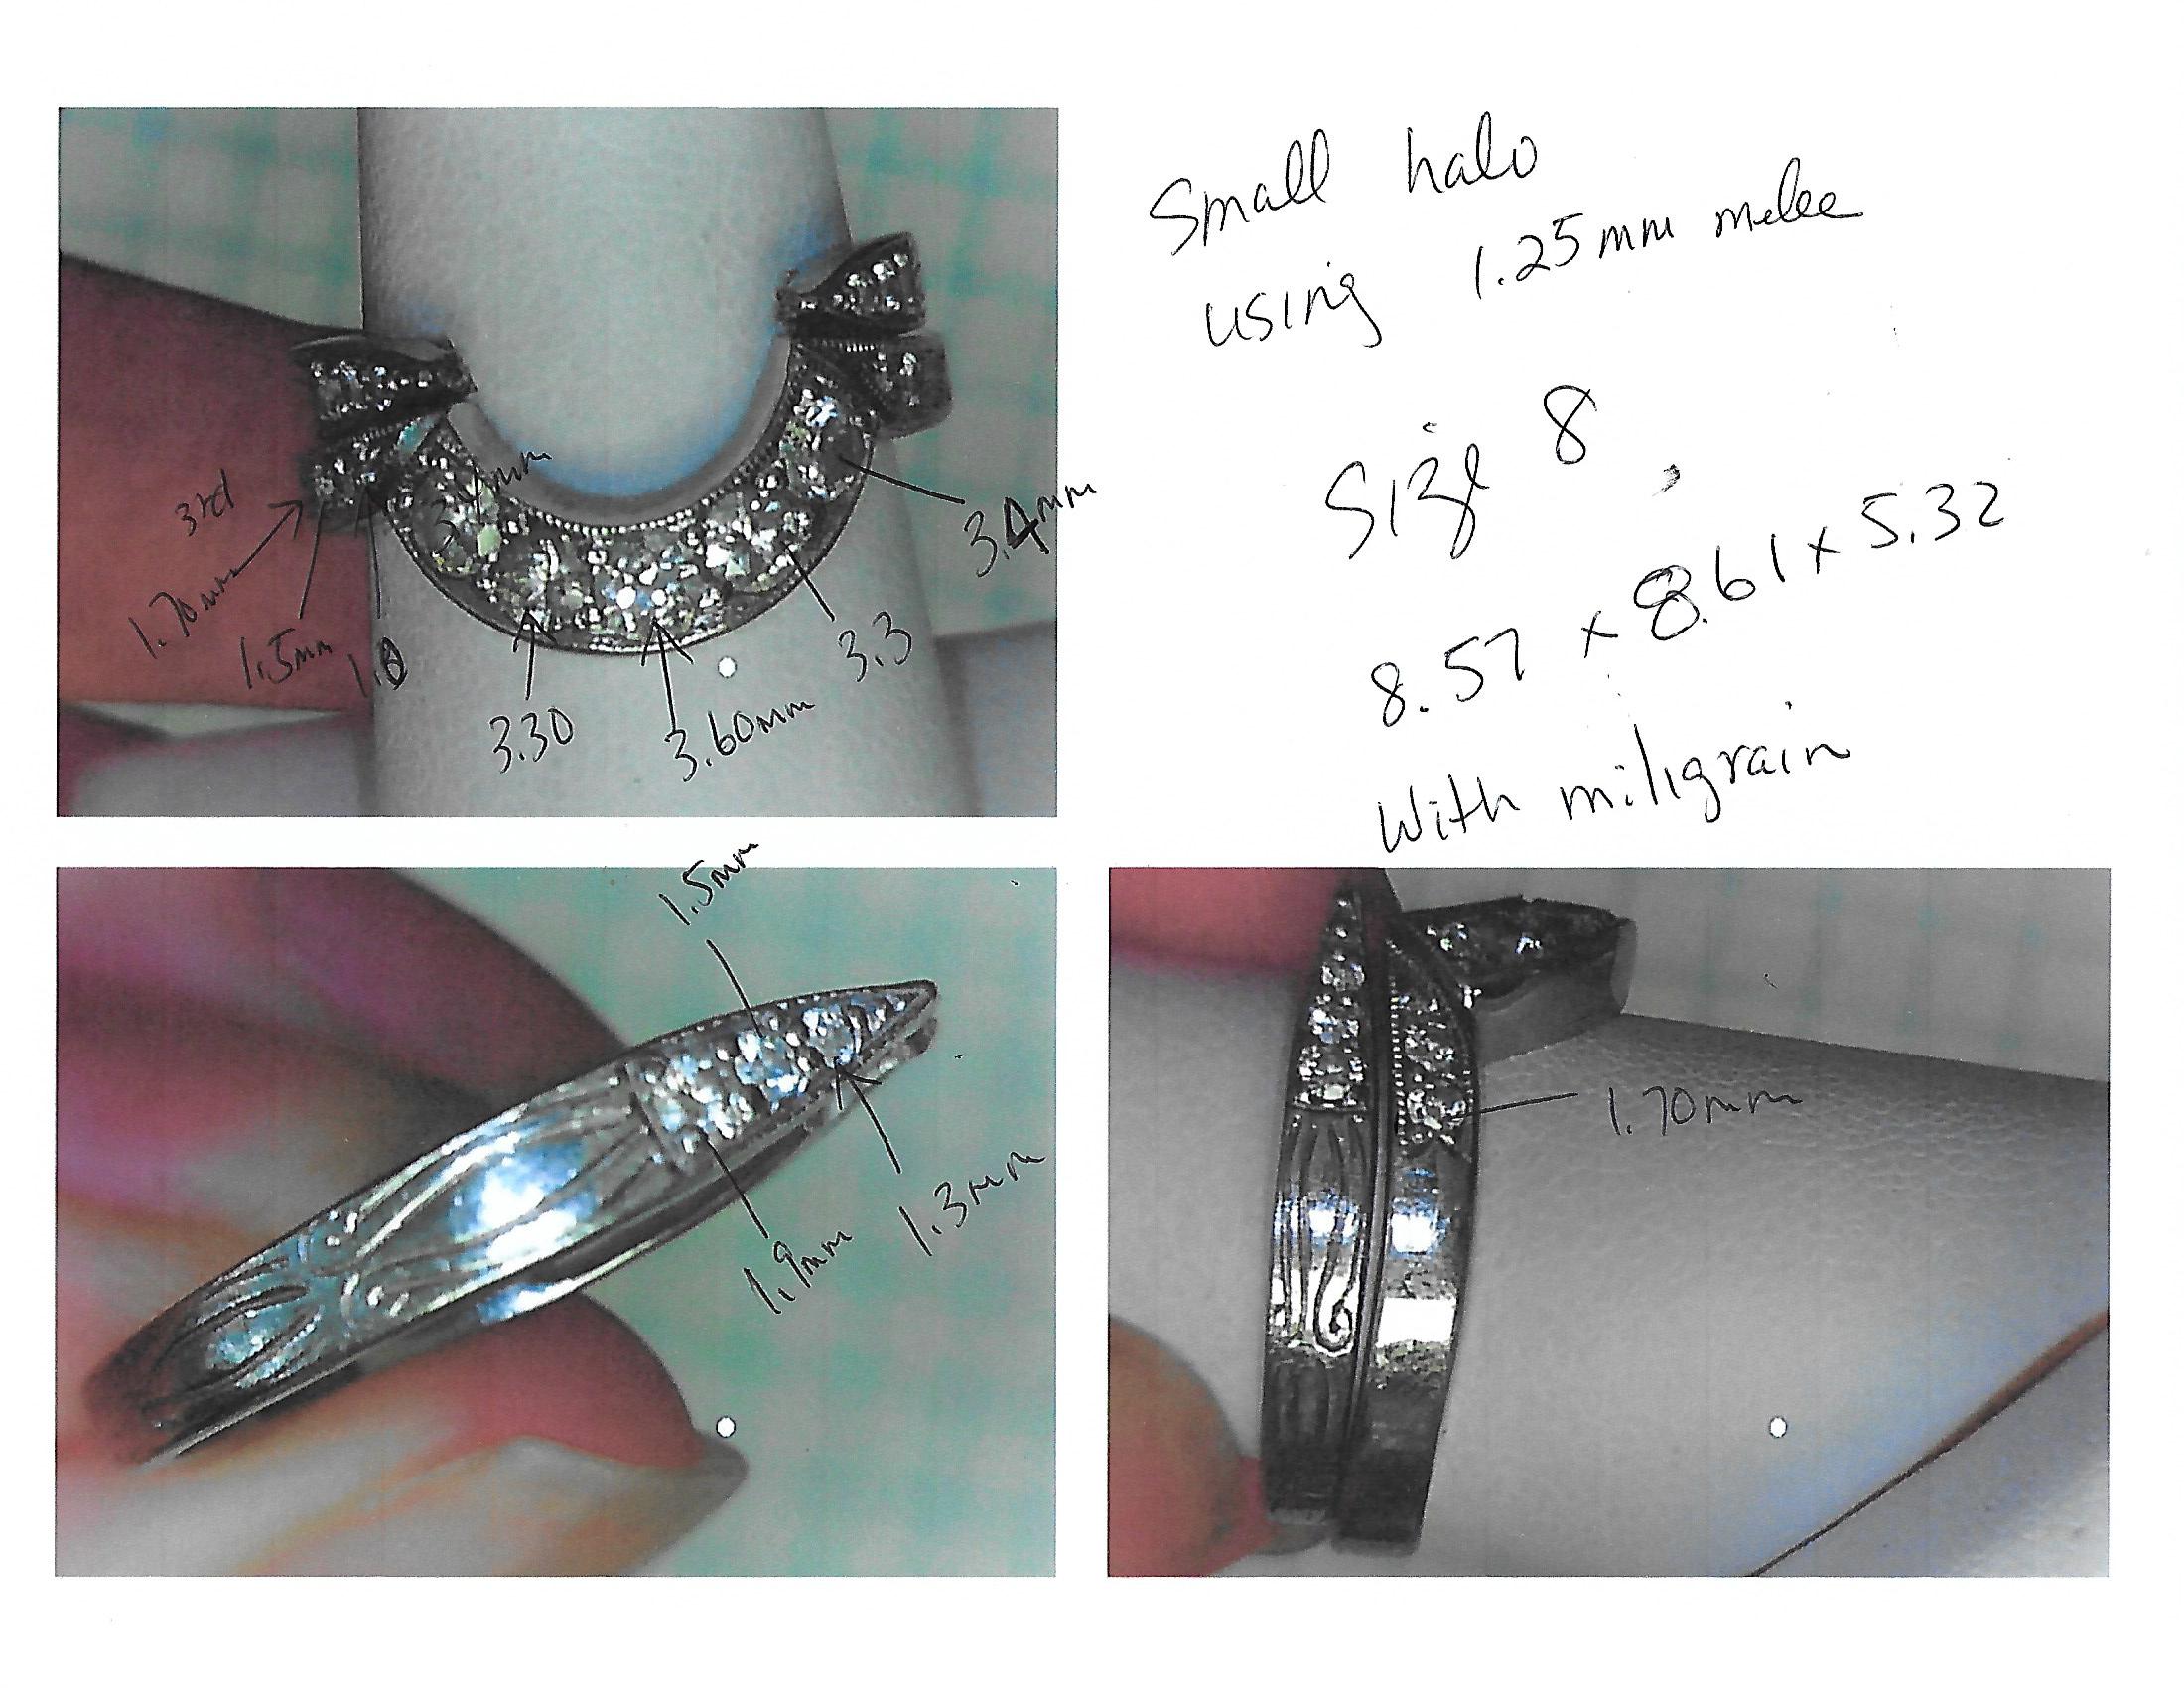 Small halo
using 1.25mm melee
Size 8,
8.57 x 8.61 x 5.32
With miligrain
3.4mm
3rd
1.70mm
1.5mm
1.0
3.30
3.60mm
3.3
3.4mm
1.5mm
1.9mm
1.3mm
1.70mm